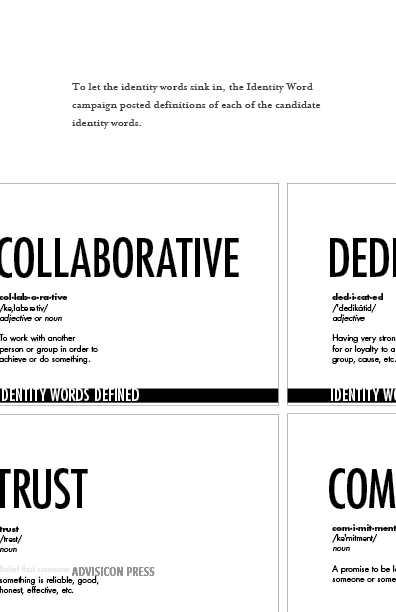 To let the identity words sink in, the Identity Word
campaign posted definitions of each of the candidate
identity words.
COLLABORATIVE
col·lab·o·ra·tive
/kəˌlabərətiv/
adjective or noun
To work with another
person or group in order to
achieve or do something.
IDENTITY WORDS DEFINED
DEDI
ded·i·cat·ed
/ˈdedikātid/
adjective
Having very stron
for or loyalty to a
group, cause, etc.
IDENTITY WO
TRUST
trust
/trəst/
noun
Belief that someone
something is reliable, good,
honest, effective, etc.
COM
com·i·mit·ment
/kəˈmitmənt/
noun
A promise to be lo
someone or some
ADVISICON PRESS